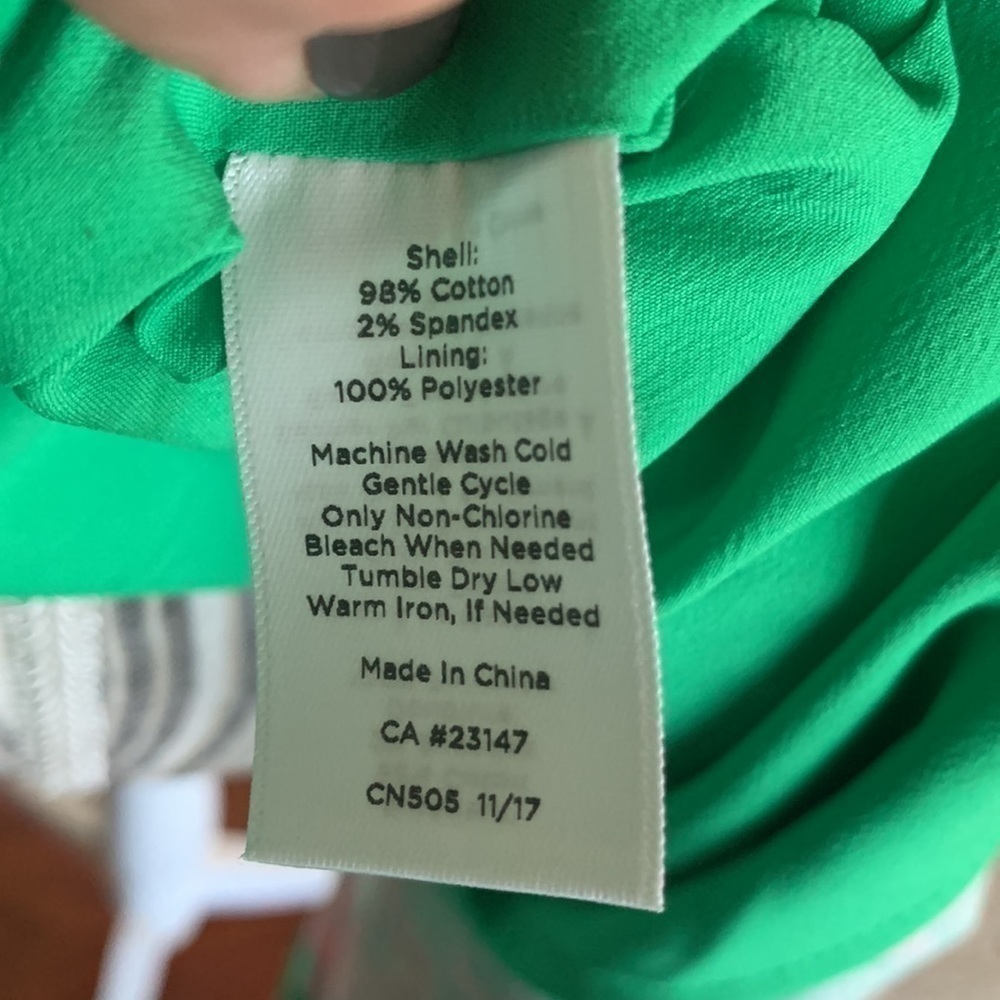 Shell:
98% Cotton
2% Spandex
Lining:
100% Polyester
Machine Wash Cold
Gentle Cycle
Only Non-Chlorine
Bleach When Needed
Tumble Dry Low
Warm Iron, If Needed
Made In China
CA #23147
CN505 11/17